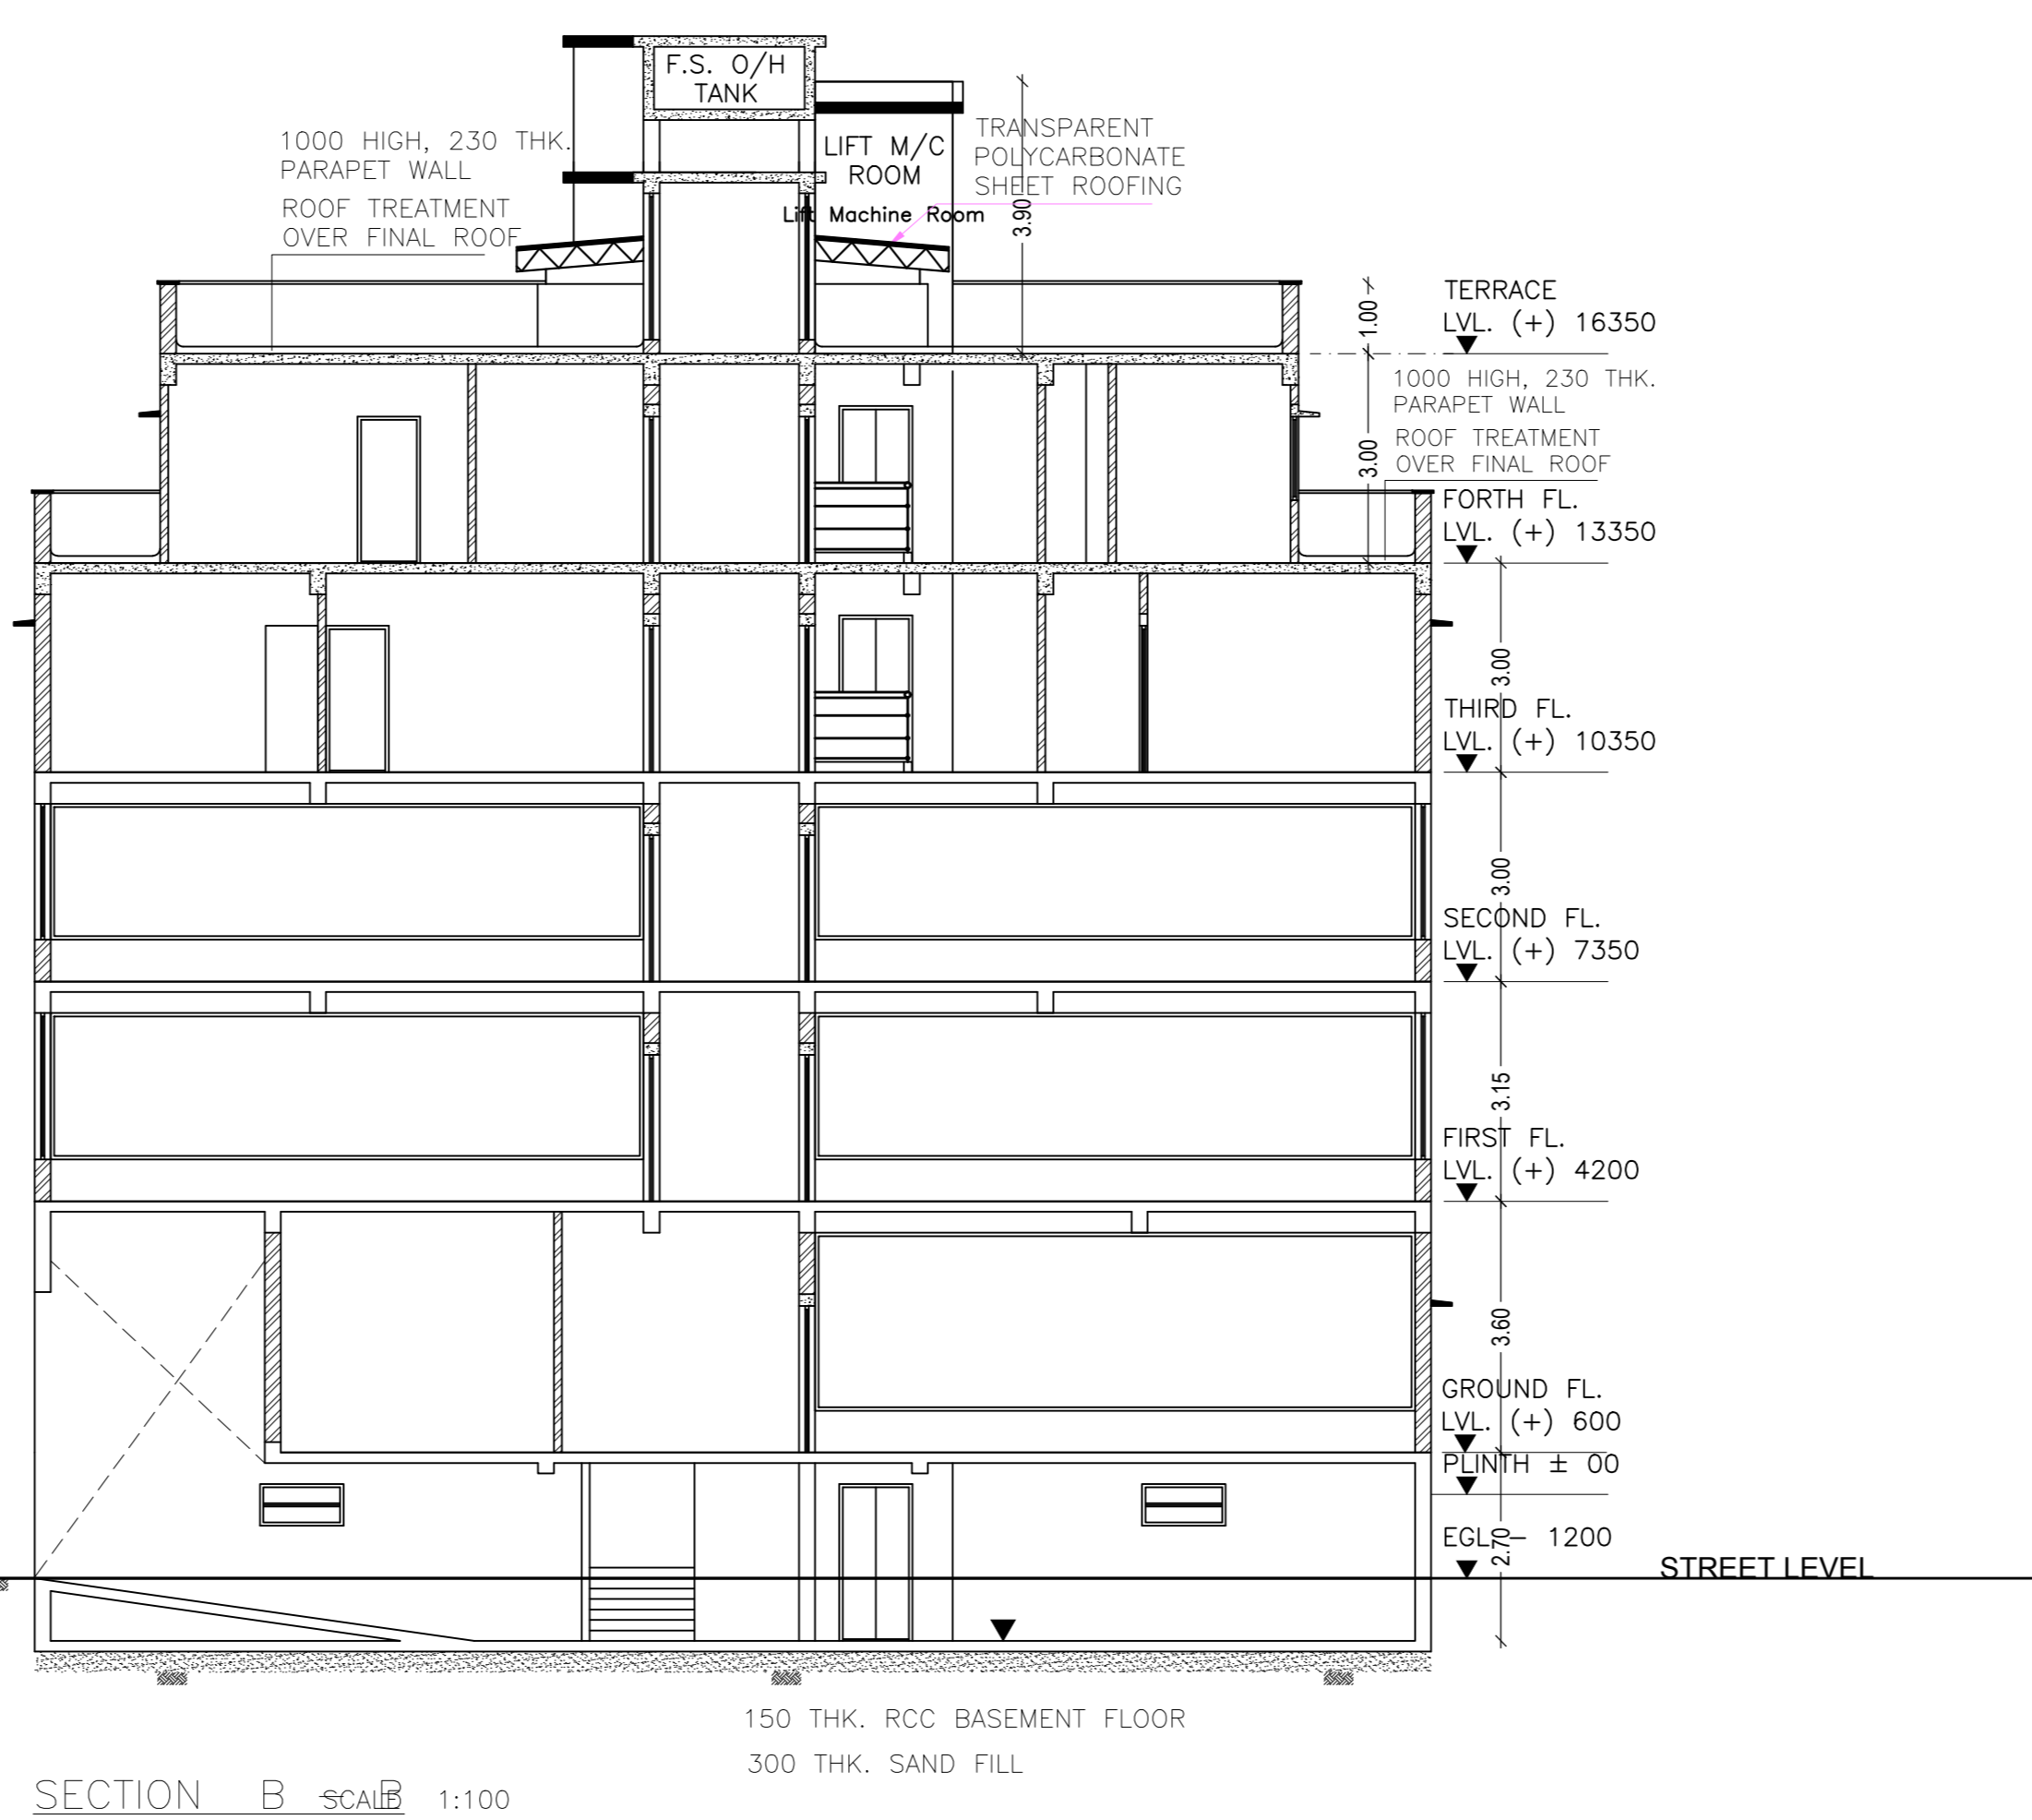 F.S. O/H
TANK
1000 HIGH, 230 THK.
PARAPET WALL
ROOF TREATMENT
OVER FINAL ROOF
LIFT M/C
ROOM
Lift Machine Room
TRANSPARENT
POLYCARBONATE
SHEET ROOFING
3.90
1.00
TERRACE
LVL. (+) 16350
1000 HIGH, 230 THK.
PARAPET WALL
ROOF TREATMENT
OVER FINAL ROOF
3.00
FORTH FL.
LVL. (+) 13350
3.00
THIRD FL.
LVL. (+) 10350
3.00
SECOND FL.
LVL. (+) 7350
3.15
FIRST FL.
LVL. (+) 4200
3.60
GROUND FL.
LVL. (+) 600
PLINTH ± 00
EGL - 1200
2.70
STREET LEVEL
150 THK. RCC BASEMENT FLOOR
300 THK. SAND FILL
SECTION B - B SCALE 1:100